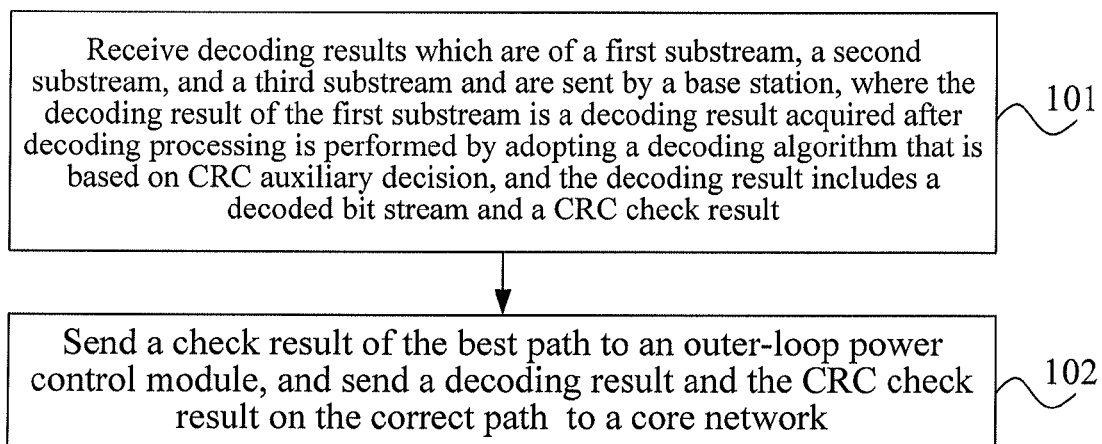 Receive decoding results which are of a first substream, a second
substream, and a third substream and are sent by a base station, where the
decoding result of the first substream is a decoding result acquired after
decoding processing is performed by adopting a decoding algorithm that is
based on CRC auxiliary decision, and the decoding result includes a
decoded bit stream and a CRC check result
101
Send a check result of the best path to an outer-loop power
control module, and send a decoding result and the CRC check
result on the correct path to a core network
102